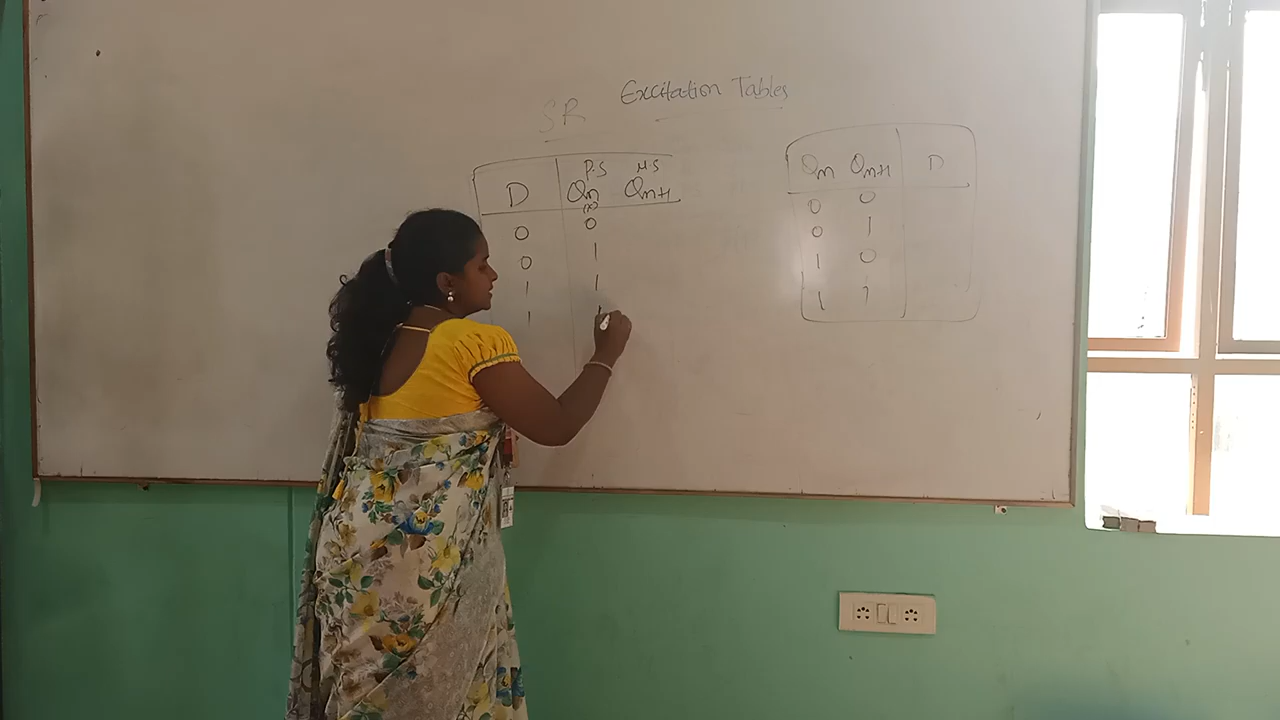 Excitation Tables
SR
P.S N.S
D Qn Qn+1
(x)
0 0
0 1
1 1
1
Qn Qn+1 D
0 0
0 1
1 0
1 1